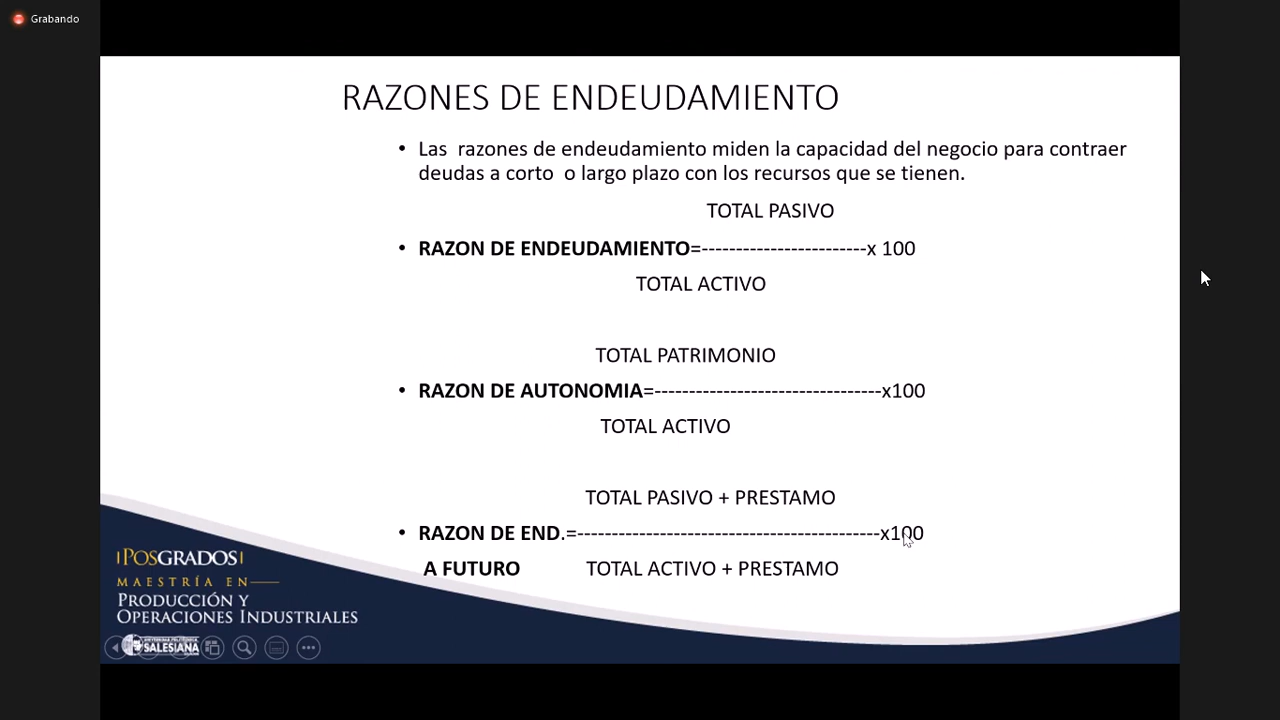 Grabando
RAZONES DE ENDEUDAMIENTO
• Las  razones de endeudamiento miden la capacidad del negocio para contraer
deudas a corto  o largo plazo con los recursos que se tienen.
TOTAL PASIVO
• RAZON DE ENDEUDAMIENTO=------------------------x 100
TOTAL ACTIVO
TOTAL PATRIMONIO
• RAZON DE AUTONOMIA=---------------------------------x100
TOTAL ACTIVO
TOTAL PASIVO + PRESTAMO
• RAZON DE END.=--------------------------------------------x100
A FUTURO TOTAL ACTIVO + PRESTAMO
POSGRADOS
MAESTRÍA EN
PRODUCCIÓN Y
OPERACIONES INDUSTRIALES
SALESIANA